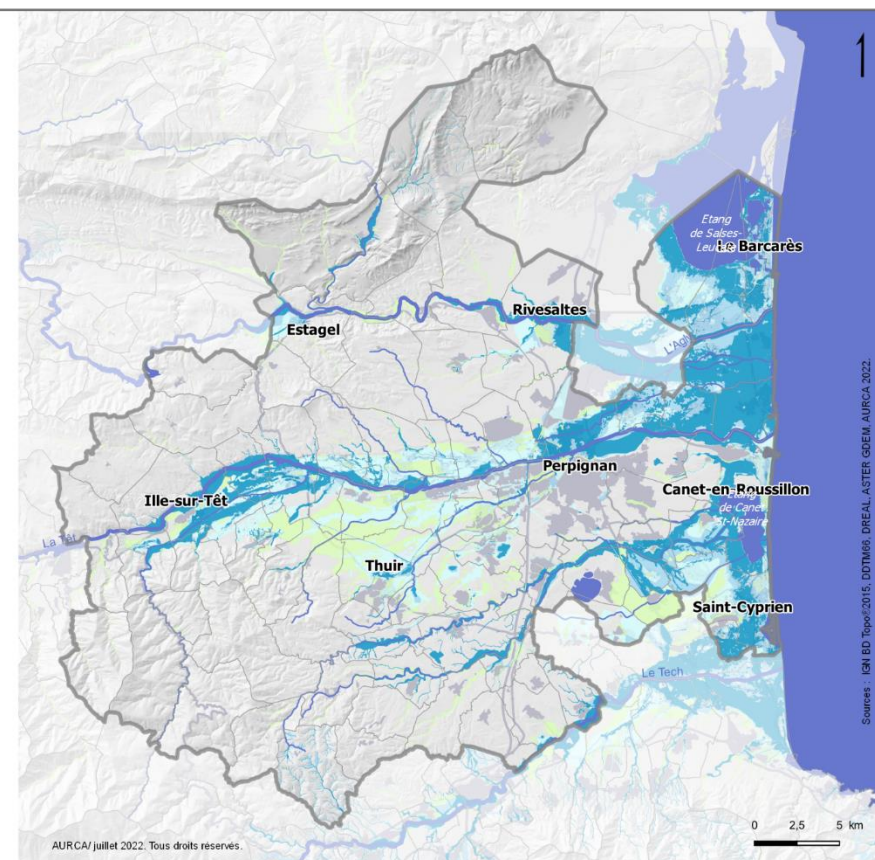 Etang
de Salses-
Leucate
Le Barcarès
Rivesaltes
Estagel
L'Agly
Perpignan
Ille-sur-Têt
Canet-en-Roussillon
Etang
de Canet
St-Nazaire
La Têt
Thuir
Saint-Cyprien
Le Tech
Sources : IGN BD Topo®2015, DDTM66, DREAL, ASTER GDEM, AURCA 2022.
0 2,5 5 km
AURCA/ juillet 2022. Tous droits réservés.